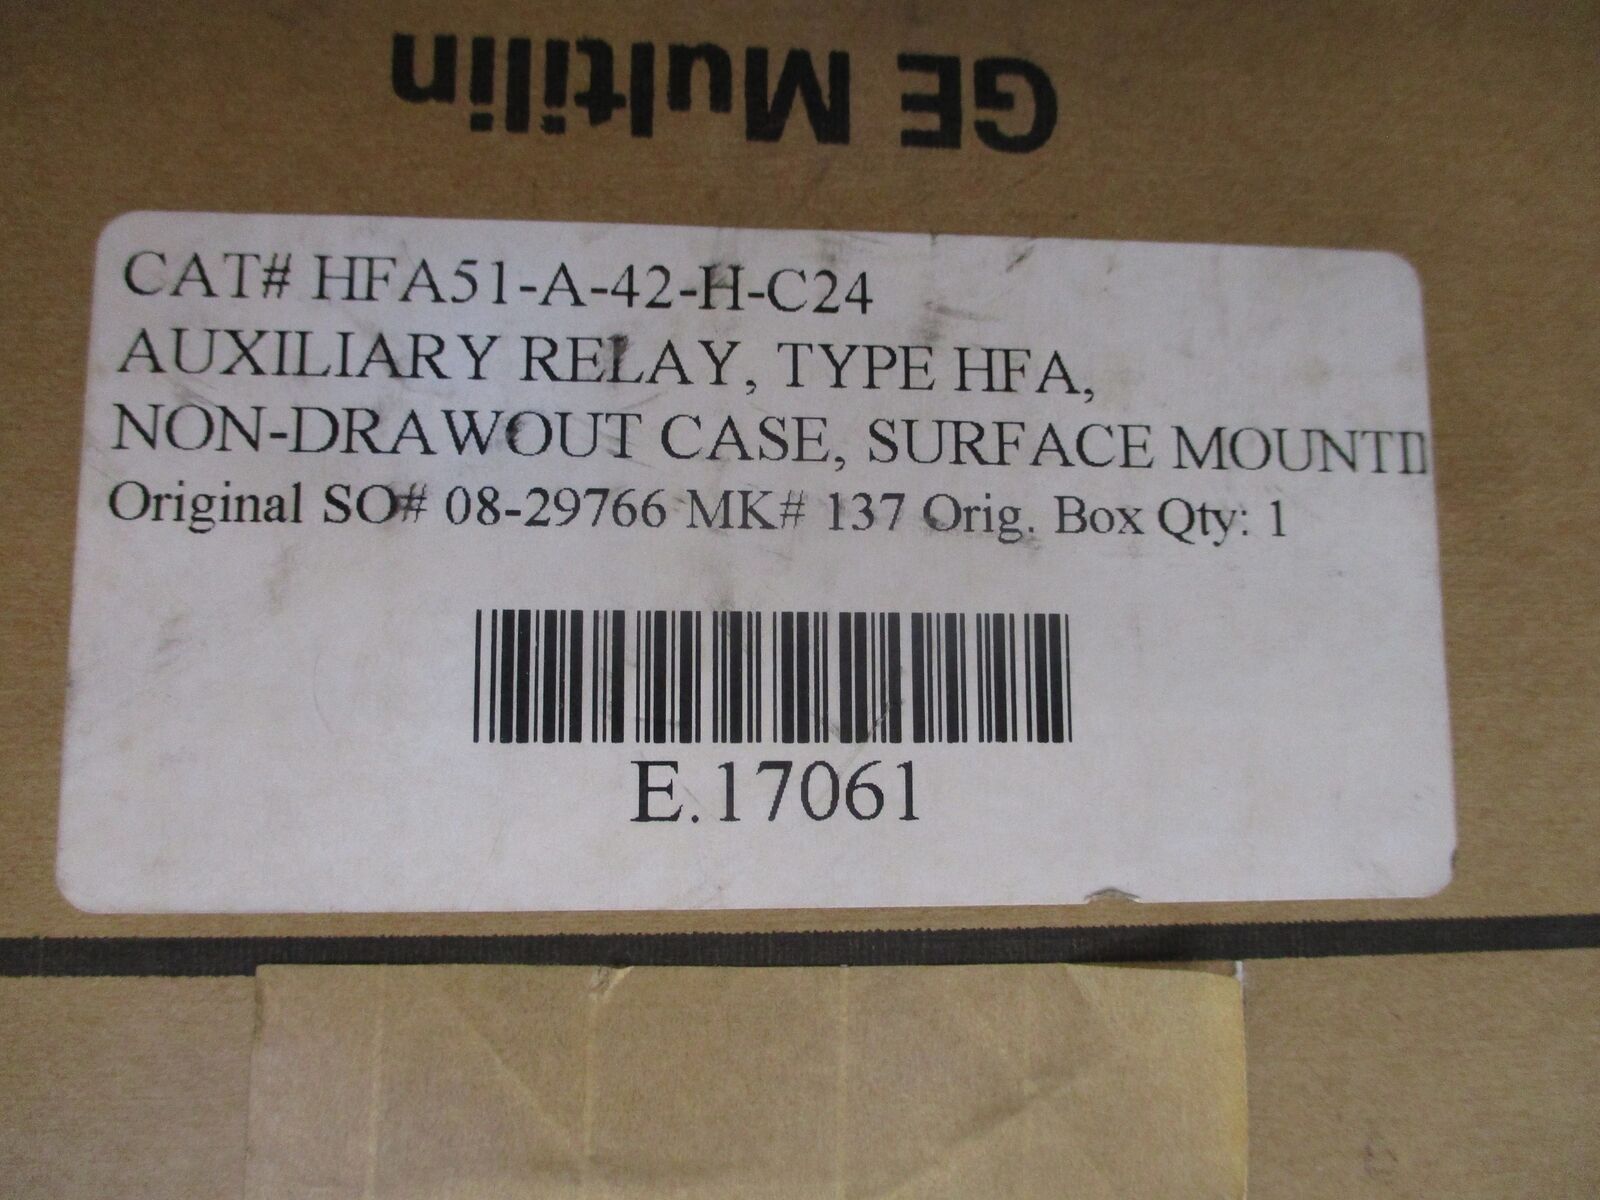 GE Multilin
CAT# HFA51-A-42-H-C24
AUXILIARY RELAY, TYPE HFA,
NON-DRAWOUT CASE, SURFACE MOUNTD
Original SO# 08-29766 MK# 137 Orig. Box Qty: 1
E.17061